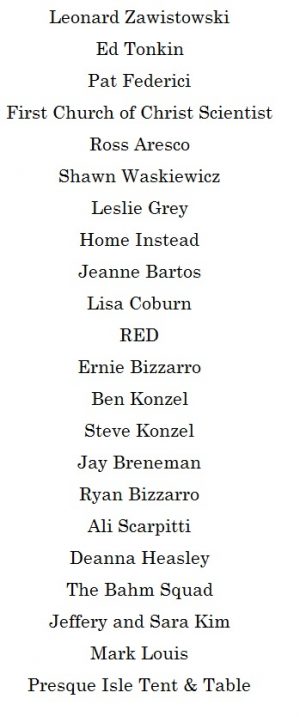 Leonard Zawistowski
Ed Tonkin
Pat Federici
First Church of Christ Scientist
Ross Aresco
Shawn Waskiewicz
Leslie Grey
Home Instead
Jeanne Bartos
Lisa Coburn
RED
Ernie Bizzarro
Ben Konzel
Steve Konzel
Jay Breneman
Ryan Bizzarro
Ali Scarpitti
Deanna Heasley
The Bahm Squad
Jeffery and Sara Kim
Mark Louis
Presque Isle Tent & Table